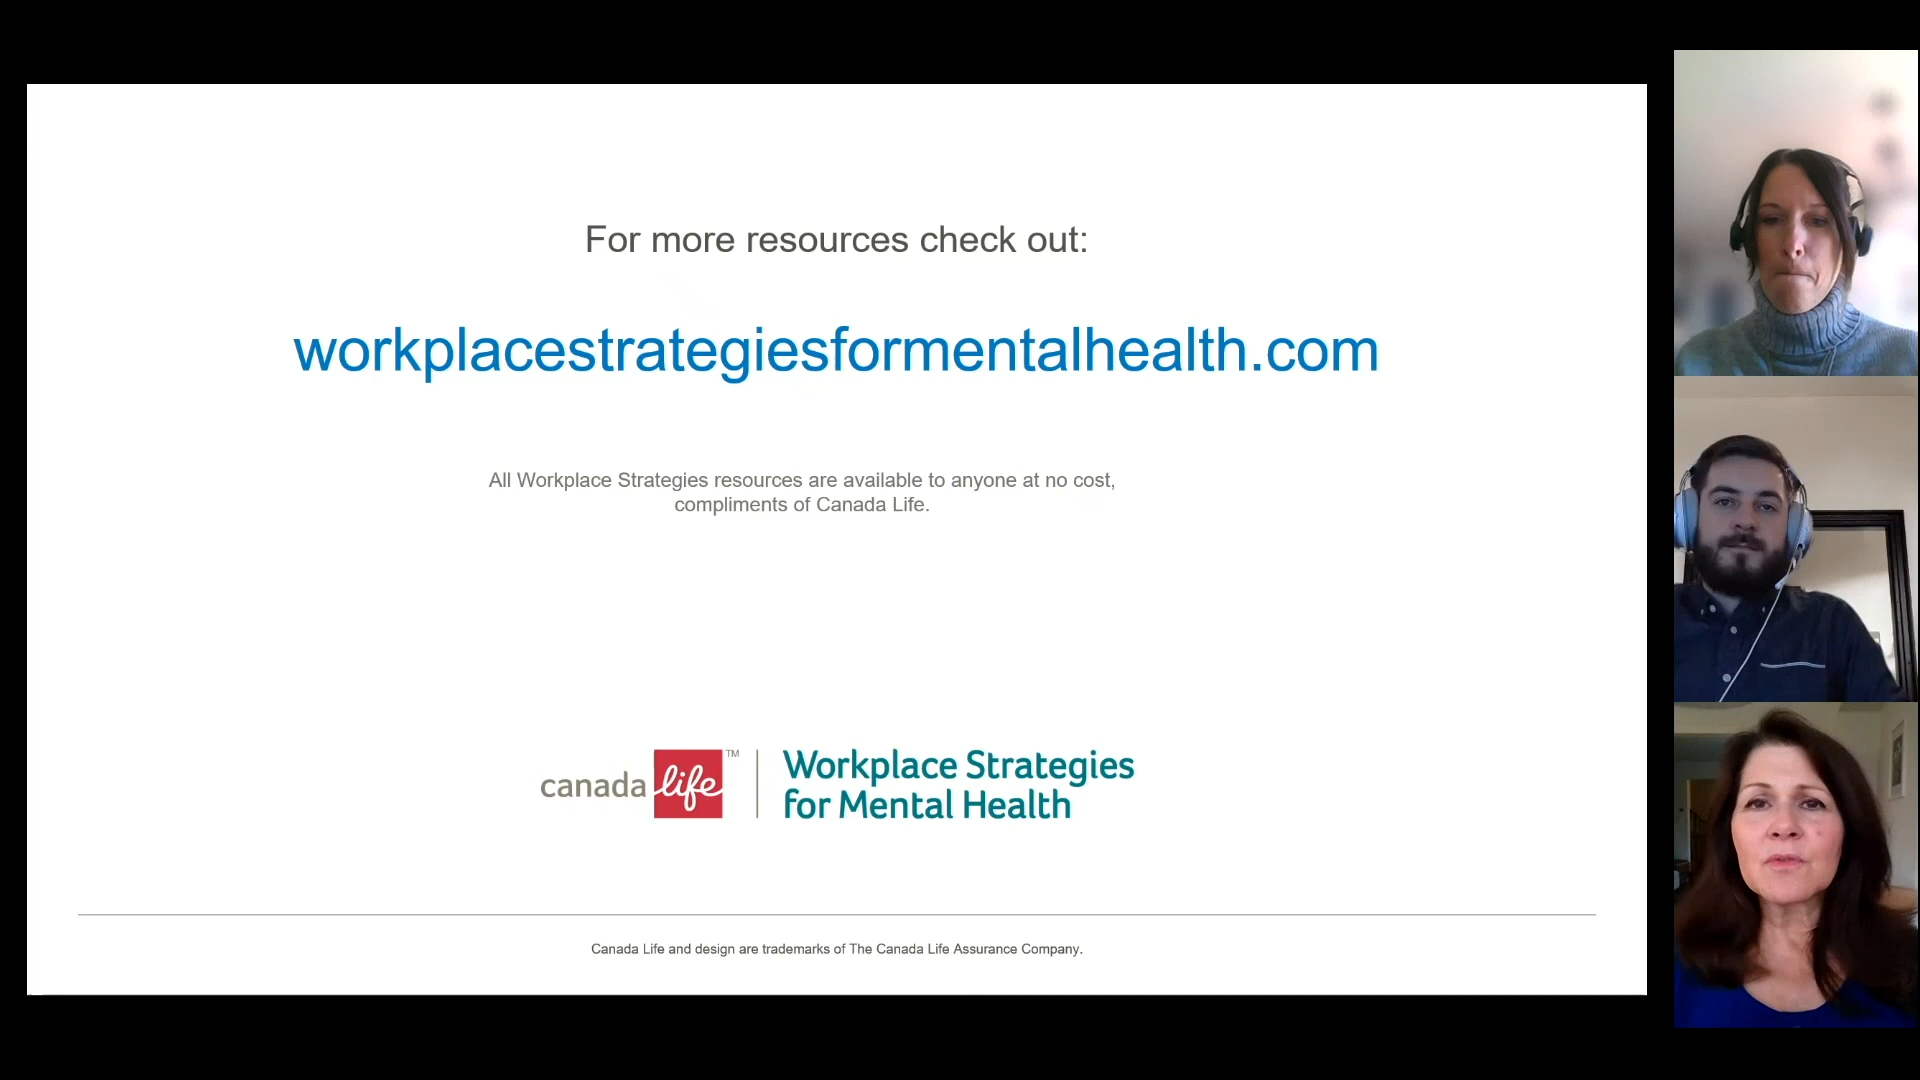 For more resources check out:
workplacestrategiesformentalhealth.com
All Workplace Strategies resources are available to anyone at no cost,
compliments of Canada Life.
canada life™
Workplace Strategies
for Mental Health
Canada Life and design are trademarks of The Canada Life Assurance Company.